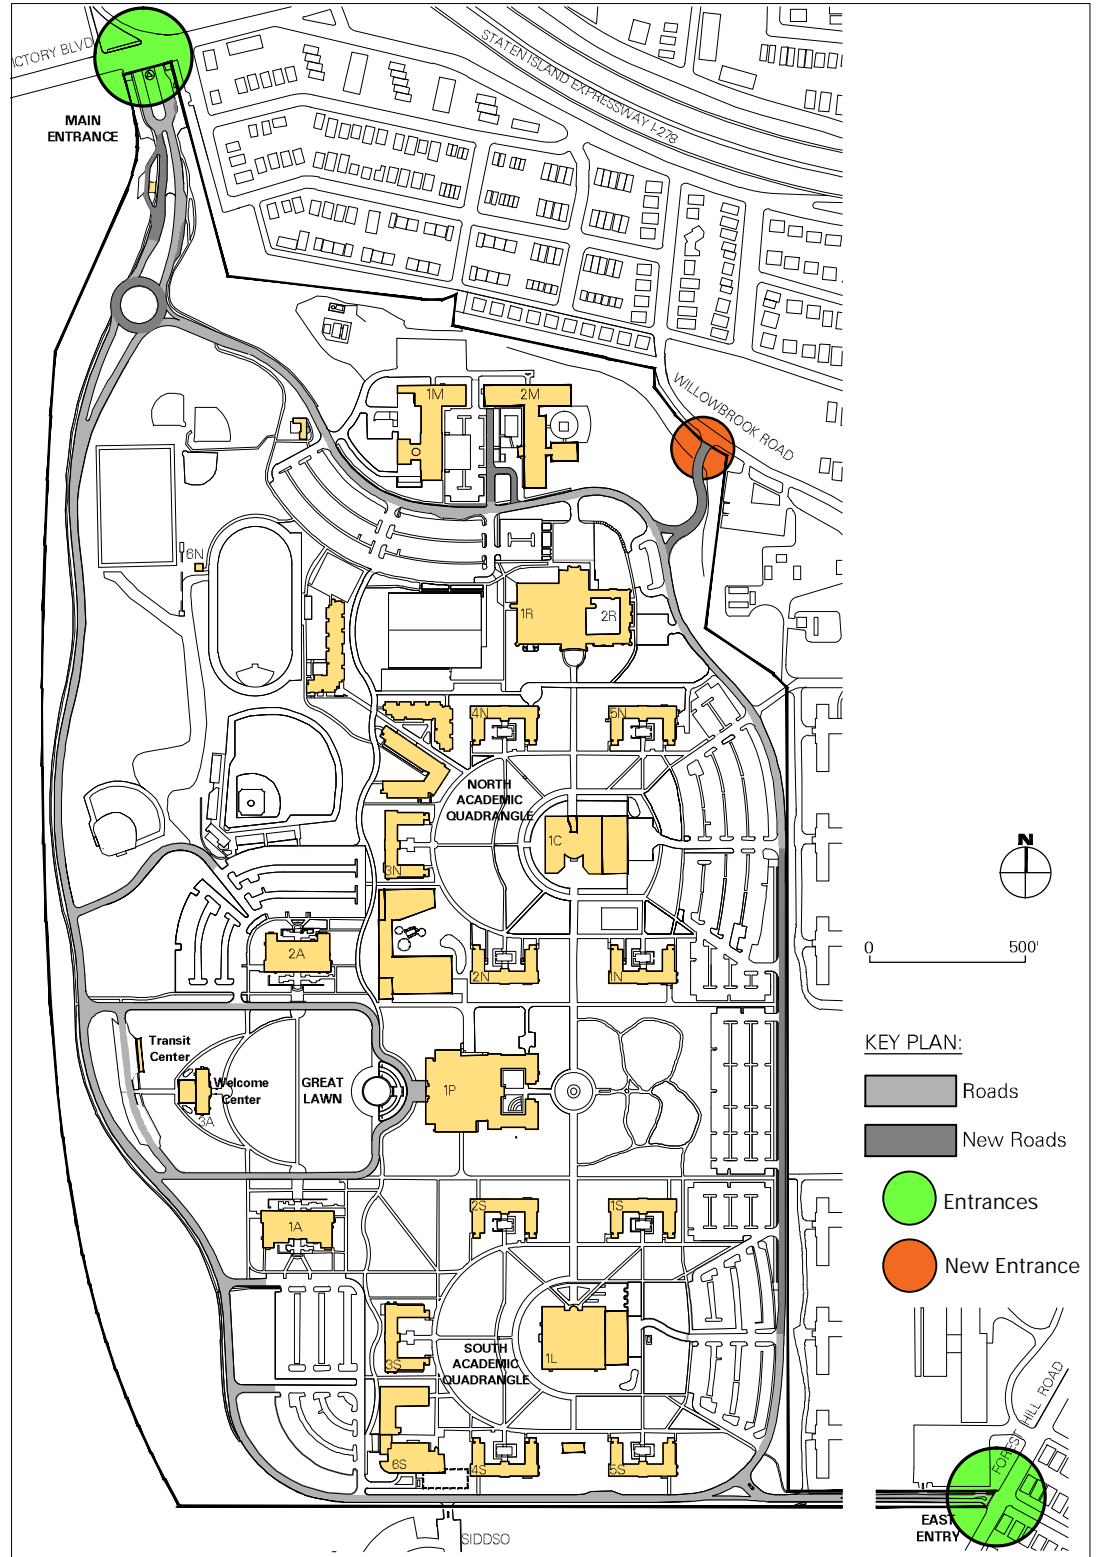 ICTORY BLVD
STATEN ISLAND EXPRESSWAY I-278
MAIN
ENTRANCE
WILLOWBROOK ROAD
1M
2M
6N
1R
2R
4N
5N
NORTH
ACADEMIC
QUADRANGLE
1C
3N
N
2A
2N
1N
0
500'
KEY PLAN:
Transit
Center
Welcome
Center
GREAT
LAWN
1P
3A
Roads
New Roads
Entrances
New Entrance
2S
1S
1A
SOUTH
ACADEMIC
QUADRANGLE
1L
3S
6S
4S
5S
FOREST HILL ROAD
EAST
ENTRY
SIDDSO